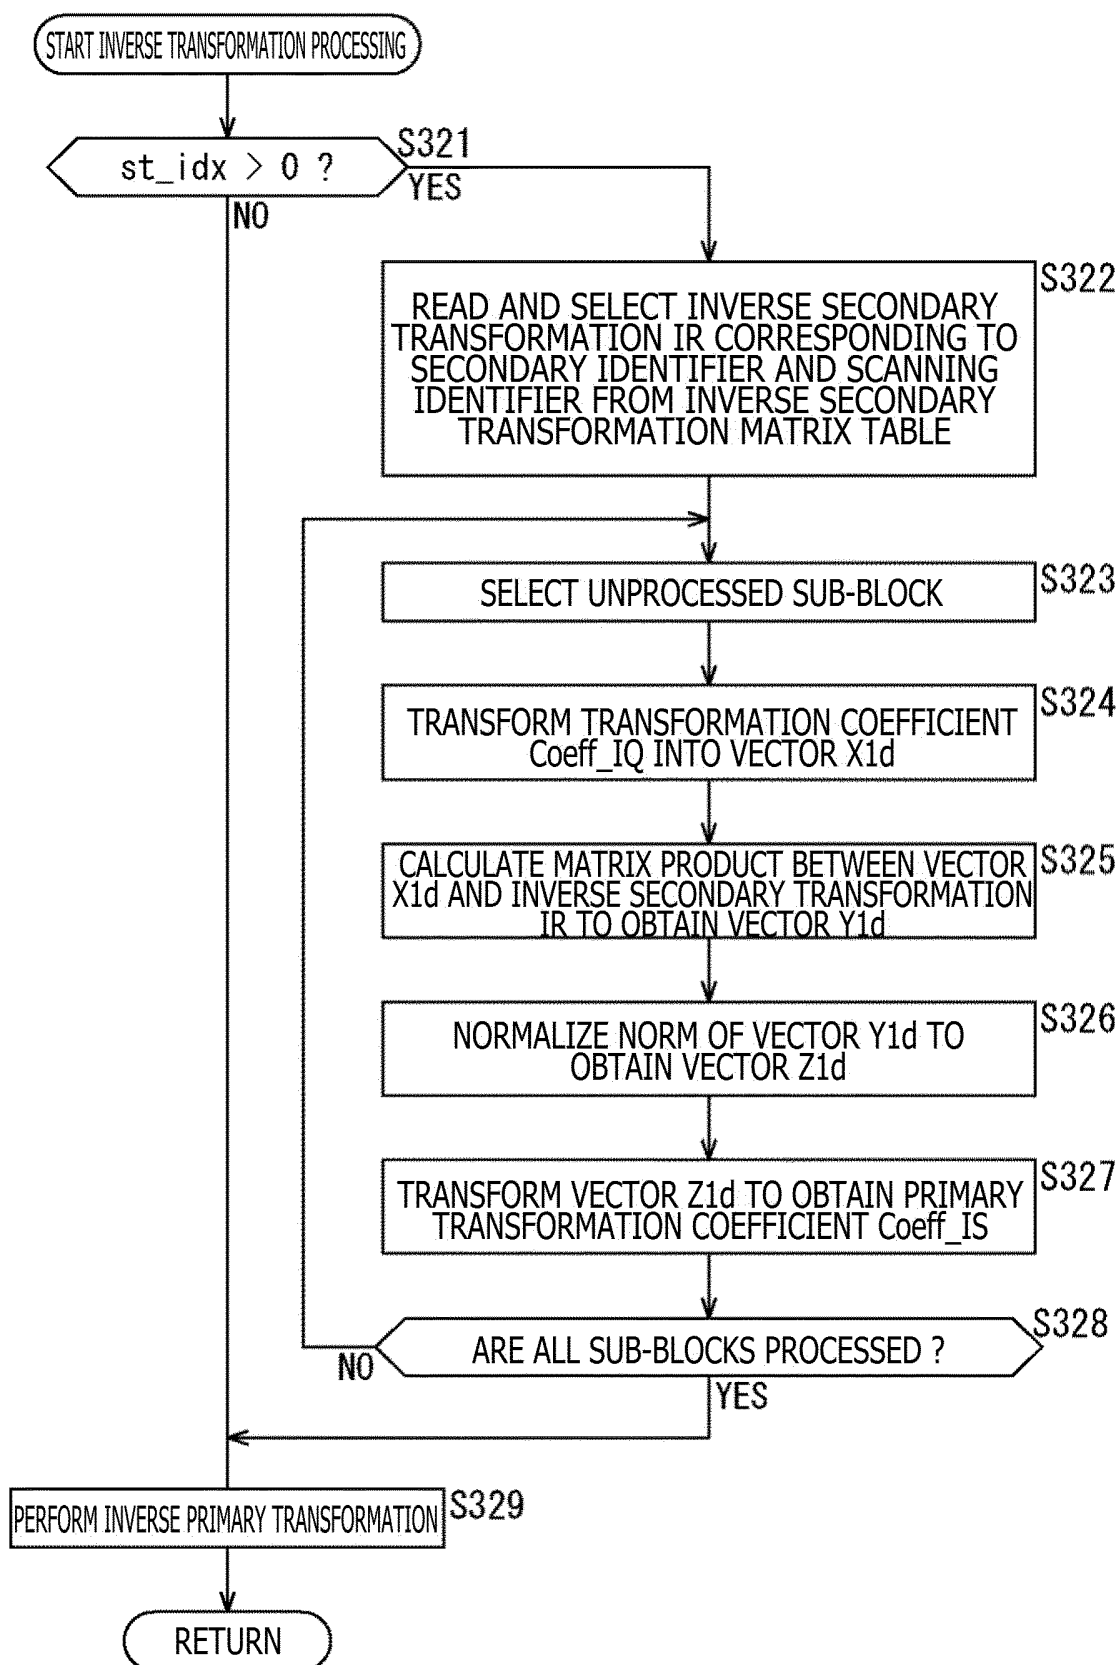 START INVERSE TRANSFORMATION PROCESSING
st_idx > 0 ?
S321
YES
NO
S322
READ AND SELECT INVERSE SECONDARY
TRANSFORMATION IR CORRESPONDING TO
SECONDARY IDENTIFIER AND SCANNING
IDENTIFIER FROM INVERSE SECONDARY
TRANSFORMATION MATRIX TABLE
SELECT UNPROCESSED SUB-BLOCK
S323
TRANSFORM TRANSFORMATION COEFFICIENT
Coeff_IQ INTO VECTOR X1d
S324
CALCULATE MATRIX PRODUCT BETWEEN VECTOR
X1d AND INVERSE SECONDARY TRANSFORMATION
IR TO OBTAIN VECTOR Y1d
S325
NORMALIZE NORM OF VECTOR Y1d TO
OBTAIN VECTOR Z1d
S326
TRANSFORM VECTOR Z1d TO OBTAIN PRIMARY
TRANSFORMATION COEFFICIENT Coeff_IS
S327
ARE ALL SUB-BLOCKS PROCESSED ?
S328
NO
YES
PERFORM INVERSE PRIMARY TRANSFORMATION
S329
RETURN